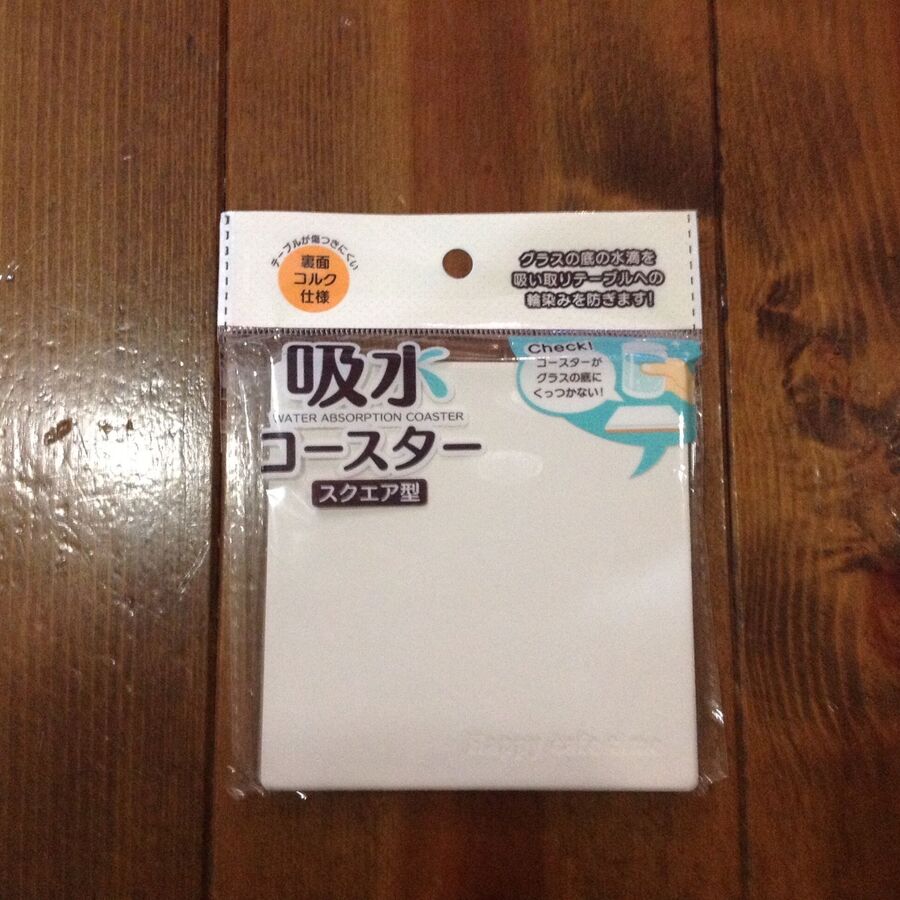 テーブルが傷つきにくい
裏面
コルク
仕様
グラスの底の水滴を
吸い取りテーブルへの
輪染みを防ぎます!
吸水
WATER ABSORPTION COASTER
コースター
スクエア型
Check!
コースターが
グラスの底に
くっつかない!